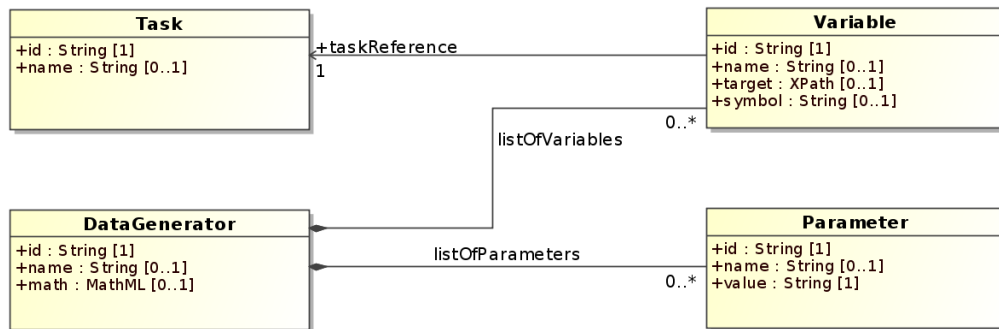 Task
+id : String [1]
+name : String [0..1]
+taskReference
1
Variable
+id : String [1]
+name : String [0..1]
+target : XPath [0..1]
+symbol : String [0..1]
0..*
listOfVariables
DataGenerator
+id : String [1]
+name : String [0..1]
+math : MathML [0..1]
listOfParameters
0..*
Parameter
+id : String [1]
+name : String [0..1]
+value : String [1]